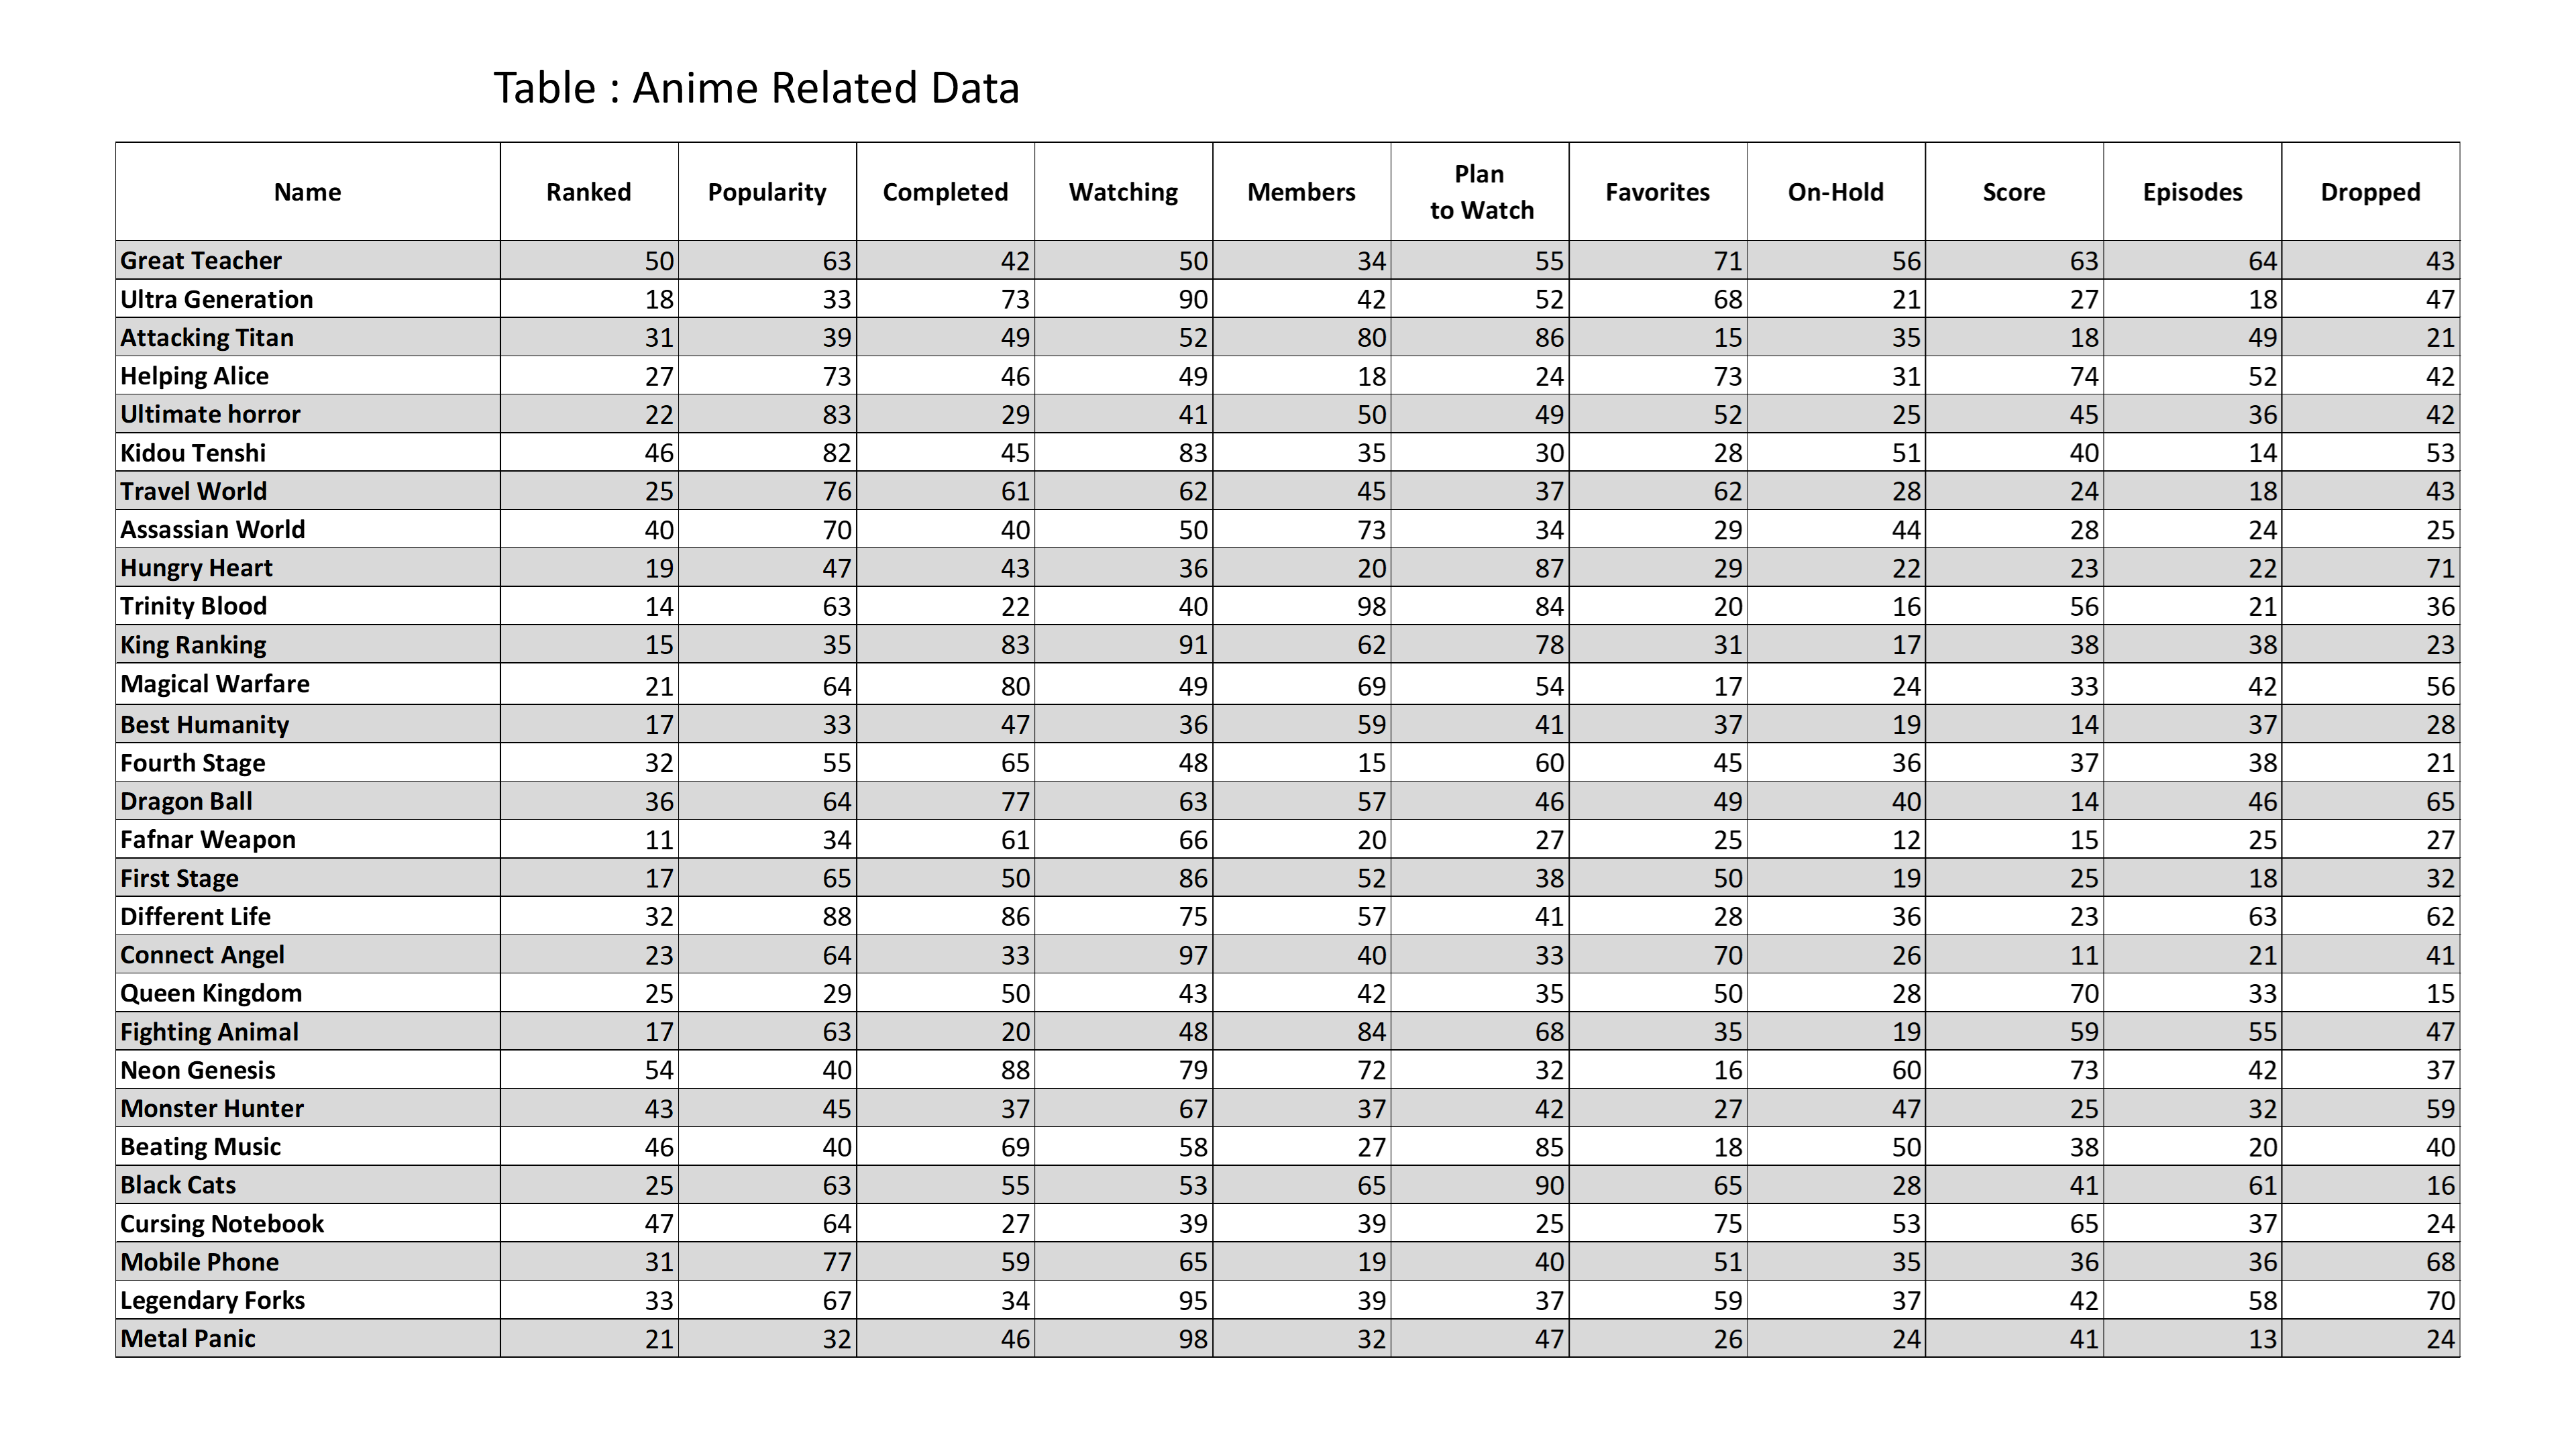 Table : Anime Related Data
Name Ranked Popularity Completed Watching Members Plan to Watch Favorites On-Hold Score Episodes Dropped
Great Teacher 50 63 42 50 34 55 71 56 63 64 43
Ultra Generation 18 33 73 90 42 52 68 21 27 18 47
Attacking Titan 31 39 49 52 80 86 15 35 18 49 21
Helping Alice 27 73 46 49 18 24 73 31 74 52 42
Ultimate horror 22 83 29 41 50 49 52 25 45 36 42
Kidou Tenshi 46 82 45 83 35 30 28 51 40 14 53
Travel World 25 76 61 62 45 37 62 28 24 18 43
Assassian World 40 70 40 50 73 34 29 44 28 24 25
Hungry Heart 19 47 43 36 20 87 29 22 23 22 71
Trinity Blood 14 63 22 40 98 84 20 16 56 21 36
King Ranking 15 35 83 91 62 78 31 17 38 38 23
Magical Warfare 21 64 80 49 69 54 17 24 33 42 56
Best Humanity 17 33 47 36 59 41 37 19 14 37 28
Fourth Stage 32 55 65 48 15 60 45 36 37 38 21
Dragon Ball 36 64 77 63 57 46 49 40 14 46 65
Fafnar Weapon 11 34 61 66 20 27 25 12 15 25 27
First Stage 17 65 50 86 52 38 50 19 25 18 32
Different Life 32 88 86 75 57 41 28 36 23 63 62
Connect Angel 23 64 33 97 40 33 70 26 11 21 41
Queen Kingdom 25 29 50 43 42 35 50 28 70 33 15
Fighting Animal 17 63 20 48 84 68 35 19 59 55 47
Neon Genesis 54 40 88 79 72 32 16 60 73 42 37
Monster Hunter 43 45 37 67 37 42 27 47 25 32 59
Beating Music 46 40 69 58 27 85 18 50 38 20 40
Black Cats 25 63 55 53 65 90 65 28 41 61 16
Cursing Notebook 47 64 27 39 39 25 75 53 65 37 24
Mobile Phone 31 77 59 65 19 40 51 35 36 36 68
Legendary Forks 33 67 34 95 39 37 59 37 42 58 70
Metal Panic 21 32 46 98 32 47 26 24 41 13 24